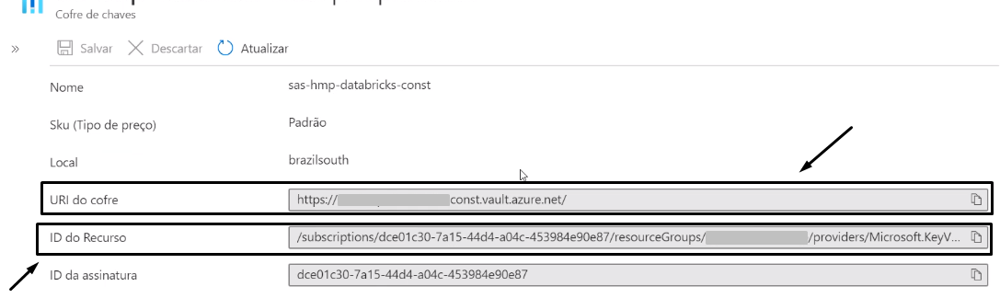 Cofre de chaves
» Salvar Descartar Atualizar
Nome sas-hmp-databricks-const
Sku (Tipo de preço) Padrão
Local brazilsouth
URI do cofre https:// const.vault.azure.net/
ID do Recurso /subscriptions/dce01c30-7a15-44d4-a04c-453984e90e87/resourceGroups/ /providers/Microsoft.KeyV...
ID da assinatura dce01c30-7a15-44d4-a04c-453984e90e87